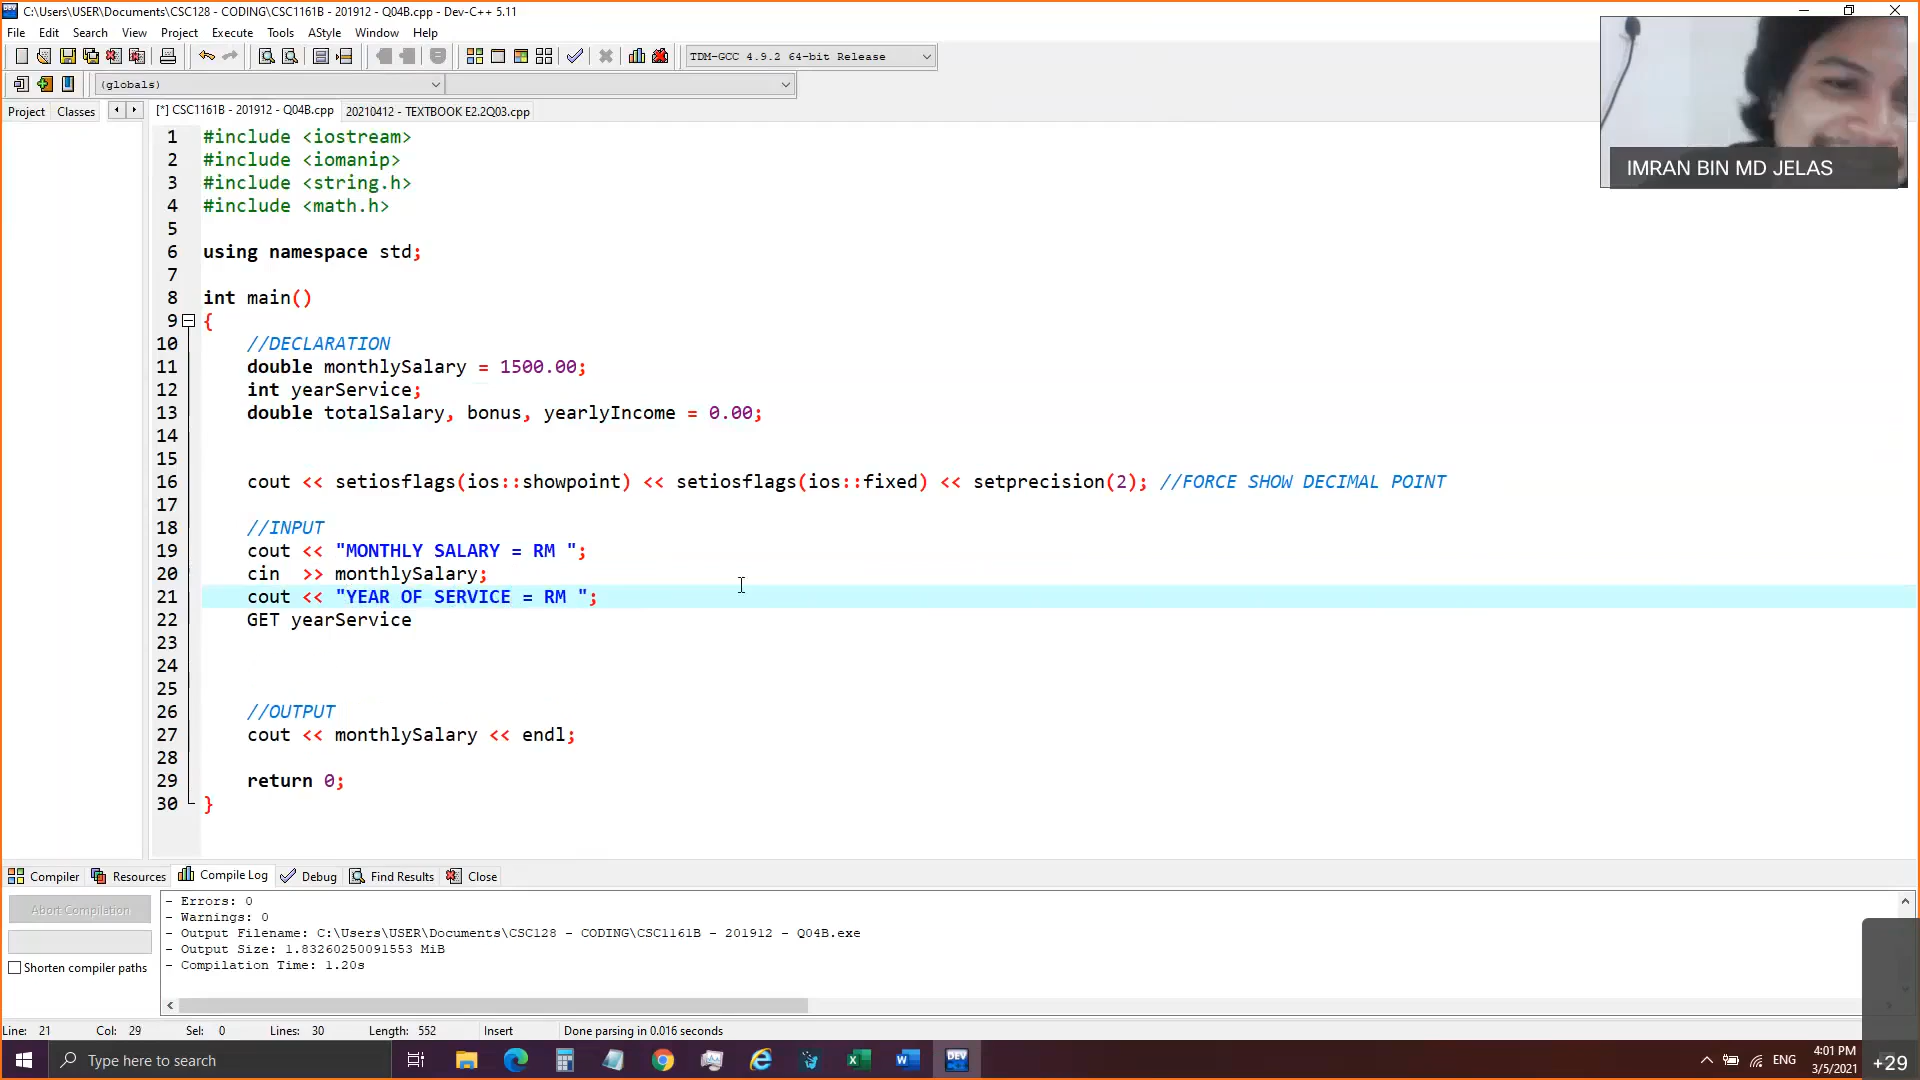 C:\Users\USER\Documents\CSC128 - CODING\CSC1161B - 201912 - Q04B.cpp - Dev-C++ 5.11
File Edit Search View Project Execute Tools AStyle Window Help
TDM-GCC 4.9.2 64-bit Release
(globals)
Project Classes [*] CSC1161B - 201912 - Q04B.cpp 20210412 - TEXTBOOK E2.2Q03.cpp
IMRAN BIN MD JELAS
1 #include <iostream>
2 #include <iomanip>
3 #include <string.h>
4 #include <math.h>
5
6 using namespace std;
7
8 int main()
9 {
10 //DECLARATION
11 double monthlySalary = 1500.00;
12 int yearService;
13 double totalSalary, bonus, yearlyIncome = 0.00;
14
15
16 cout << setiosflags(ios::showpoint) << setiosflags(ios::fixed) << setprecision(2); //FORCE SHOW DECIMAL POINT
17
18 //INPUT
19 cout << "MONTHLY SALARY = RM ";
20 cin  >> monthlySalary;
21 cout << "YEAR OF SERVICE = RM ";
22 GET yearService
23
24
25
26 //OUTPUT
27 cout << monthlySalary << endl;
28
29 return 0;
30 }
Compiler Resources Compile Log Debug Find Results Close
Abort Compilation
Shorten compiler paths
- Errors: 0
- Warnings: 0
- Output Filename: C:\Users\USER\Documents\CSC128 - CODING\CSC1161B - 201912 - Q04B.exe
- Output Size: 1.83260250091553 MiB
- Compilation Time: 1.20s
Line: 21 Col: 29 Sel: 0 Lines: 30 Length: 552 Insert Done parsing in 0.016 seconds
Type here to search
DEV
ENG
4:01 PM
3/5/2021
+29